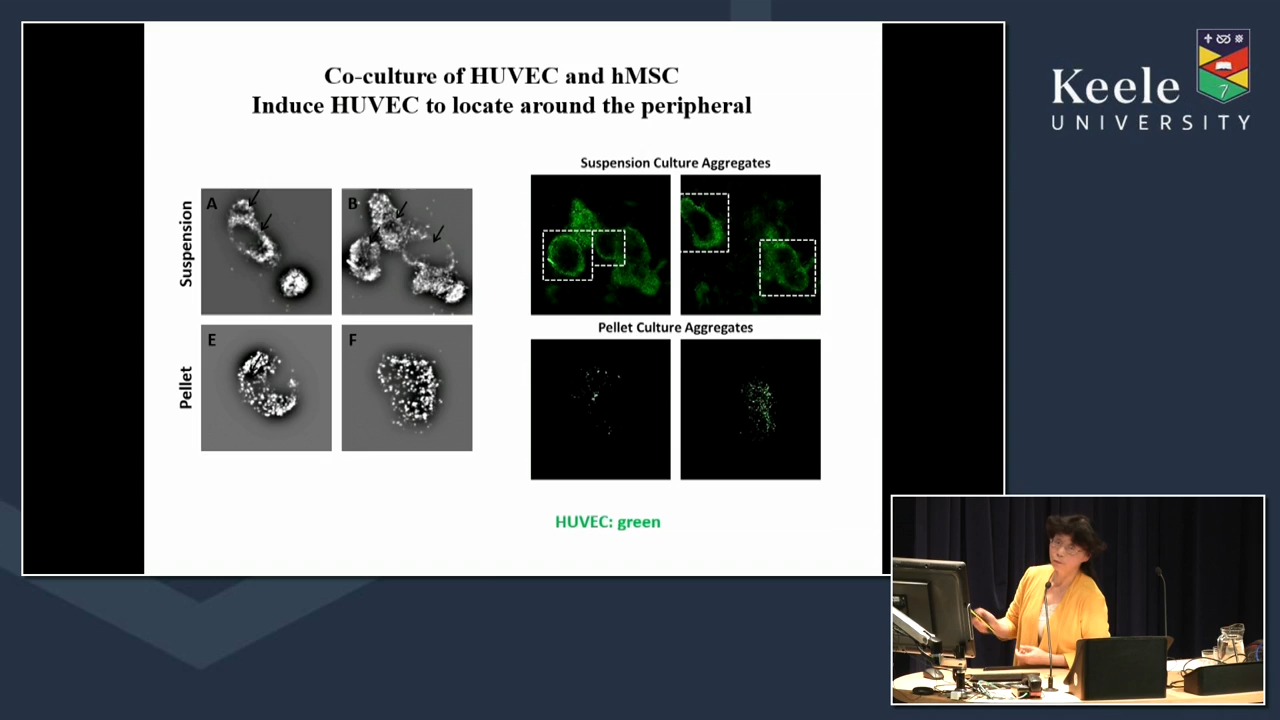 Co-culture of HUVEC and hMSC
Induce HUVEC to locate around the peripheral
Suspension
A
B
Pellet
E
F
Suspension Culture Aggregates
Pellet Culture Aggregates
HUVEC: green
Keele
UNIVERSITY